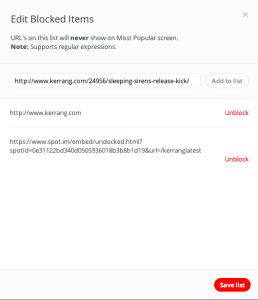 Edit Blocked Items
URL's on this list will never show on Most Popular screen.
Note: Supports regular expressions.
http://www.kerrang.com/24956/sleeping-sirens-release-kick/ Add to list
http://www.kerrang.com Unblock
https://www.spot.im/embed/undocked.html?
spotId=0e31122bd340d0505936018b3b8b1d19&url=/kerranglatest
Unblock
Save list